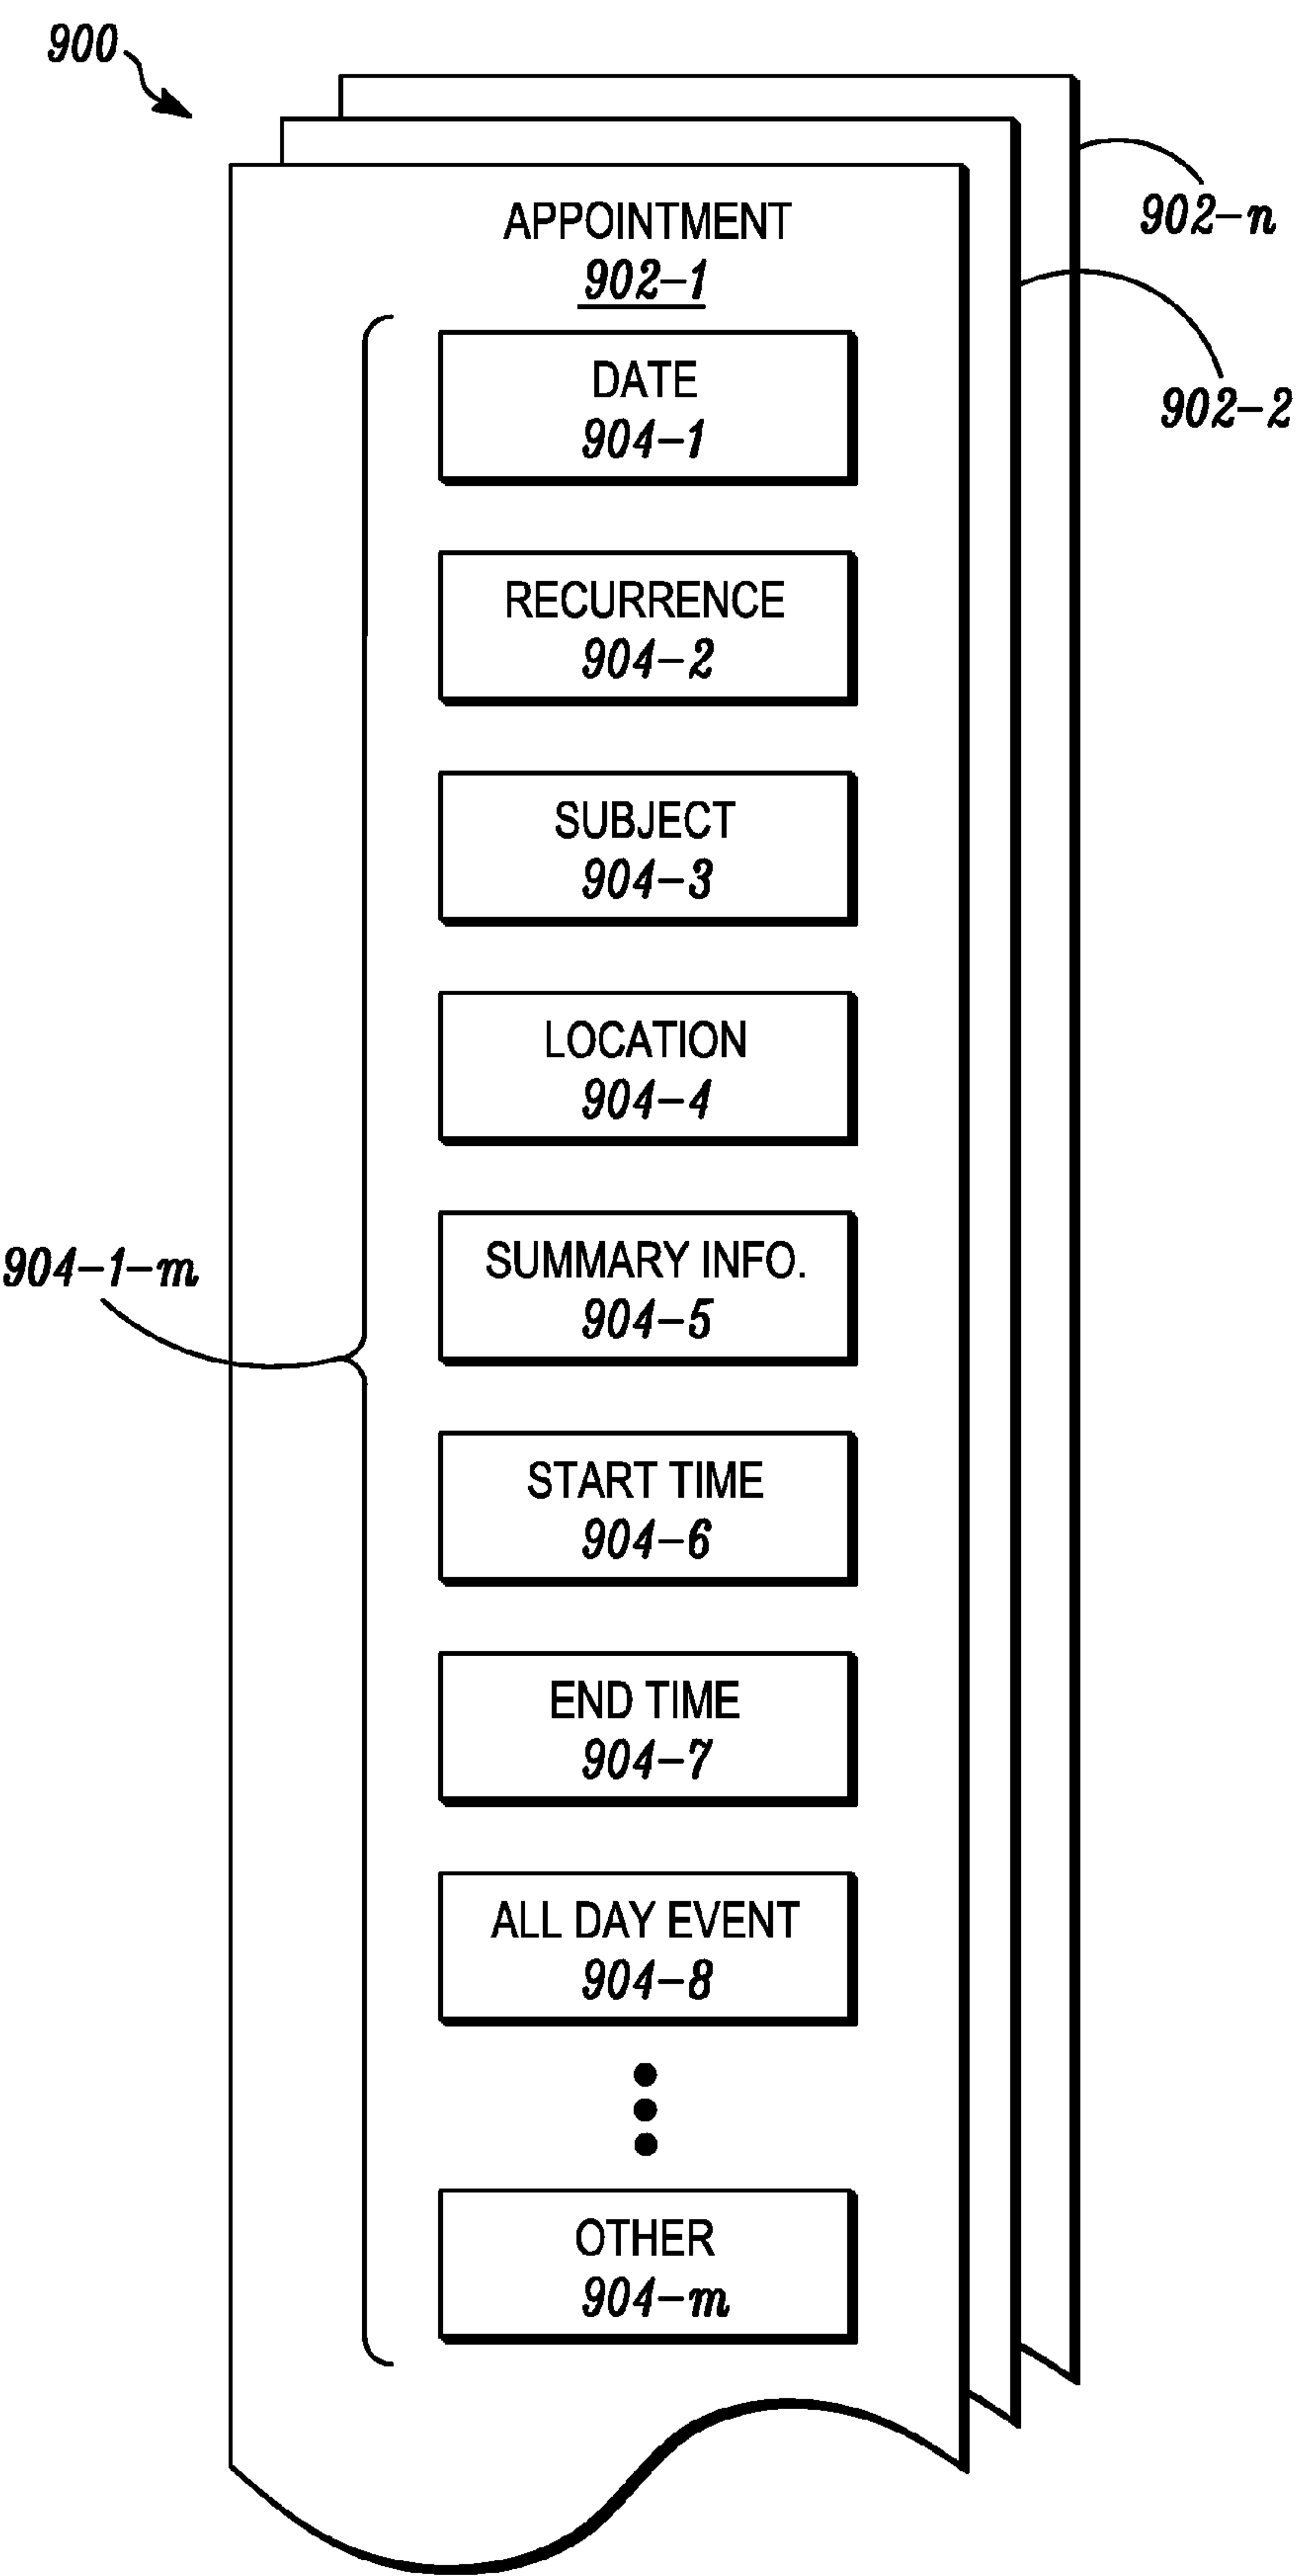 900
902-n
APPOINTMENT
902-1
902-2
DATE
904-1
RECURRENCE
904-2
SUBJECT
904-3
LOCATION
904-4
904-1-m
SUMMARY INFO.
904-5
START TIME
904-6
END TIME
904-7
ALL DAY EVENT
904-8
OTHER
904-m